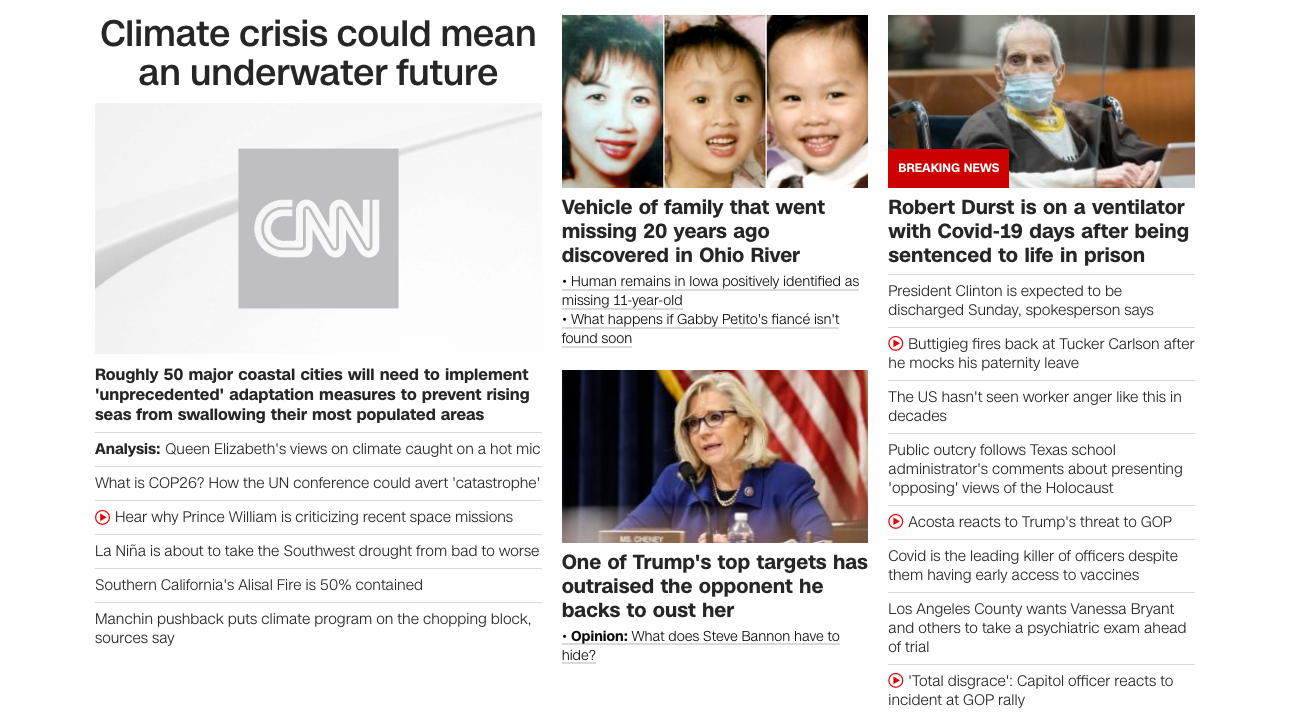 Climate crisis could mean
an underwater future
CNN
Roughly 50 major coastal cities will need to implement
'unprecedented' adaptation measures to prevent rising
seas from swallowing their most populated areas
Analysis: Queen Elizabeth's views on climate caught on a hot mic
What is COP26? How the UN conference could avert 'catastrophe'
Hear why Prince William is criticizing recent space missions
La Niña is about to take the Southwest drought from bad to worse
Southern California's Alisal Fire is 50% contained
Manchin pushback puts climate program on the chopping block,
sources say
Vehicle of family that went
missing 20 years ago
discovered in Ohio River
• Human remains in Iowa positively identified as
missing 11-year-old
• What happens if Gabby Petito's fiancé isn't
found soon
MS. CHENEY
One of Trump's top targets has
outraised the opponent he
backs to oust her
• Opinion: What does Steve Bannon have to
hide?
BREAKING NEWS
Robert Durst is on a ventilator
with Covid-19 days after being
sentenced to life in prison
President Clinton is expected to be
discharged Sunday, spokesperson says
Buttigieg fires back at Tucker Carlson after
he mocks his paternity leave
The US hasn't seen worker anger like this in
decades
Public outcry follows Texas school
administrator's comments about presenting
'opposing' views of the Holocaust
Acosta reacts to Trump's threat to GOP
Covid is the leading killer of officers despite
them having early access to vaccines
Los Angeles County wants Vanessa Bryant
and others to take a psychiatric exam ahead
of trial
'Total disgrace': Capitol officer reacts to
incident at GOP rally